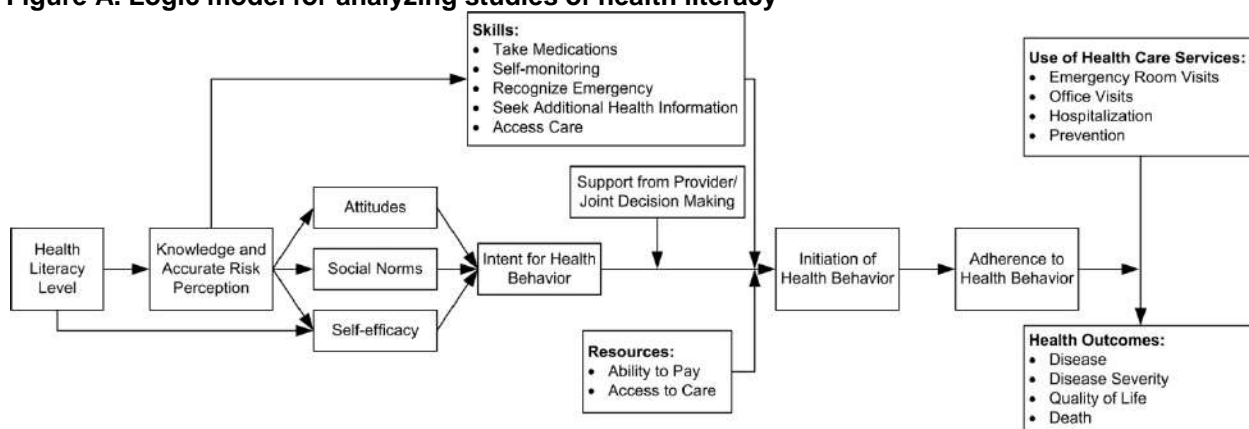 Figure A. Logic model for analyzing studies of health literacy
Skills:
• Take Medications
• Self-monitoring
• Recognize Emergency
• Seek Additional Health Information
• Access Care
Use of Health Care Services:
• Emergency Room Visits
• Office Visits
• Hospitalization
• Prevention
Support from Provider/
Joint Decision Making
Attitudes
Health
Literacy
Level
Knowledge and
Accurate Risk
Perception
Social Norms
Intent for Health
Behavior
Initiation of
Health Behavior
Adherence to
Health Behavior
Self-efficacy
Resources:
• Ability to Pay
• Access to Care
Health Outcomes:
• Disease
• Disease Severity
• Quality of Life
• Death